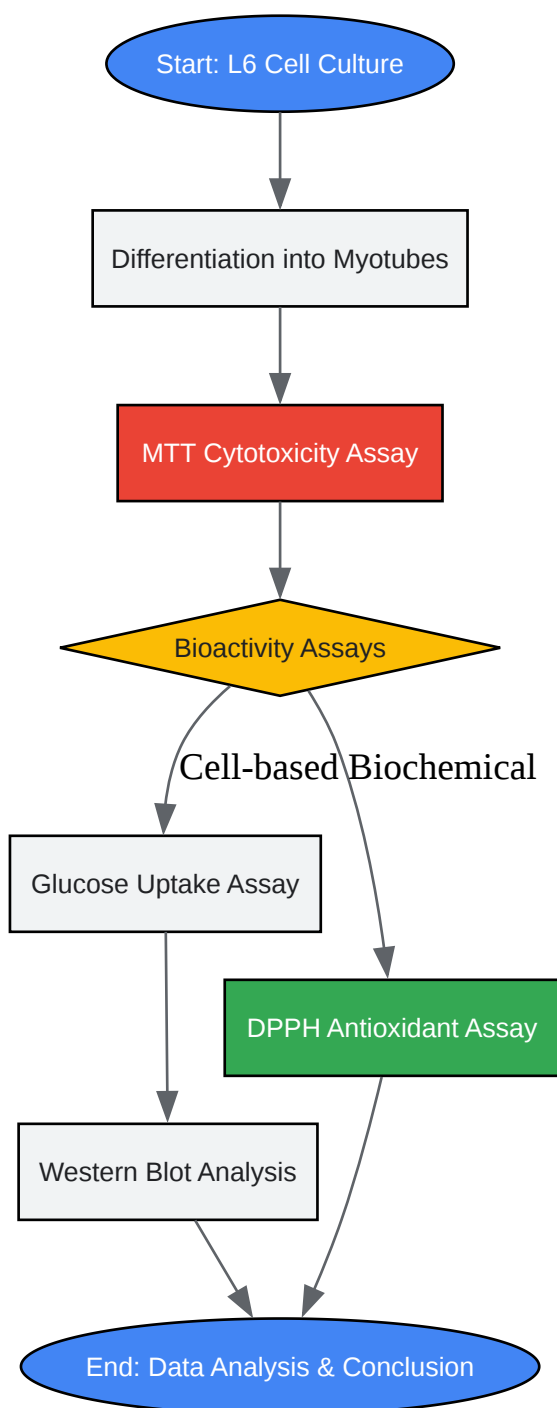 Start: L6 Cell Culture
Differentiation into Myotubes
MTT Cytotoxicity Assay
Bioactivity Assays
Cell-based
Biochemical
Glucose Uptake Assay
DPPH Antioxidant Assay
Western Blot Analysis
End: Data Analysis & Conclusion